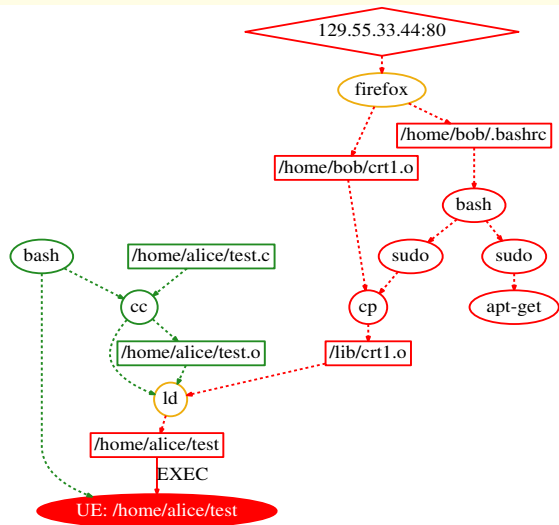 129.55.33.44:80
firefox
/home/bob/.bashrc
/home/bob/crt1.o
bash
bash
/home/alice/test.c
sudo
sudo
cc
cp
apt-get
/home/alice/test.o
/lib/crt1.o
ld
/home/alice/test
EXEC
UE: /home/alice/test